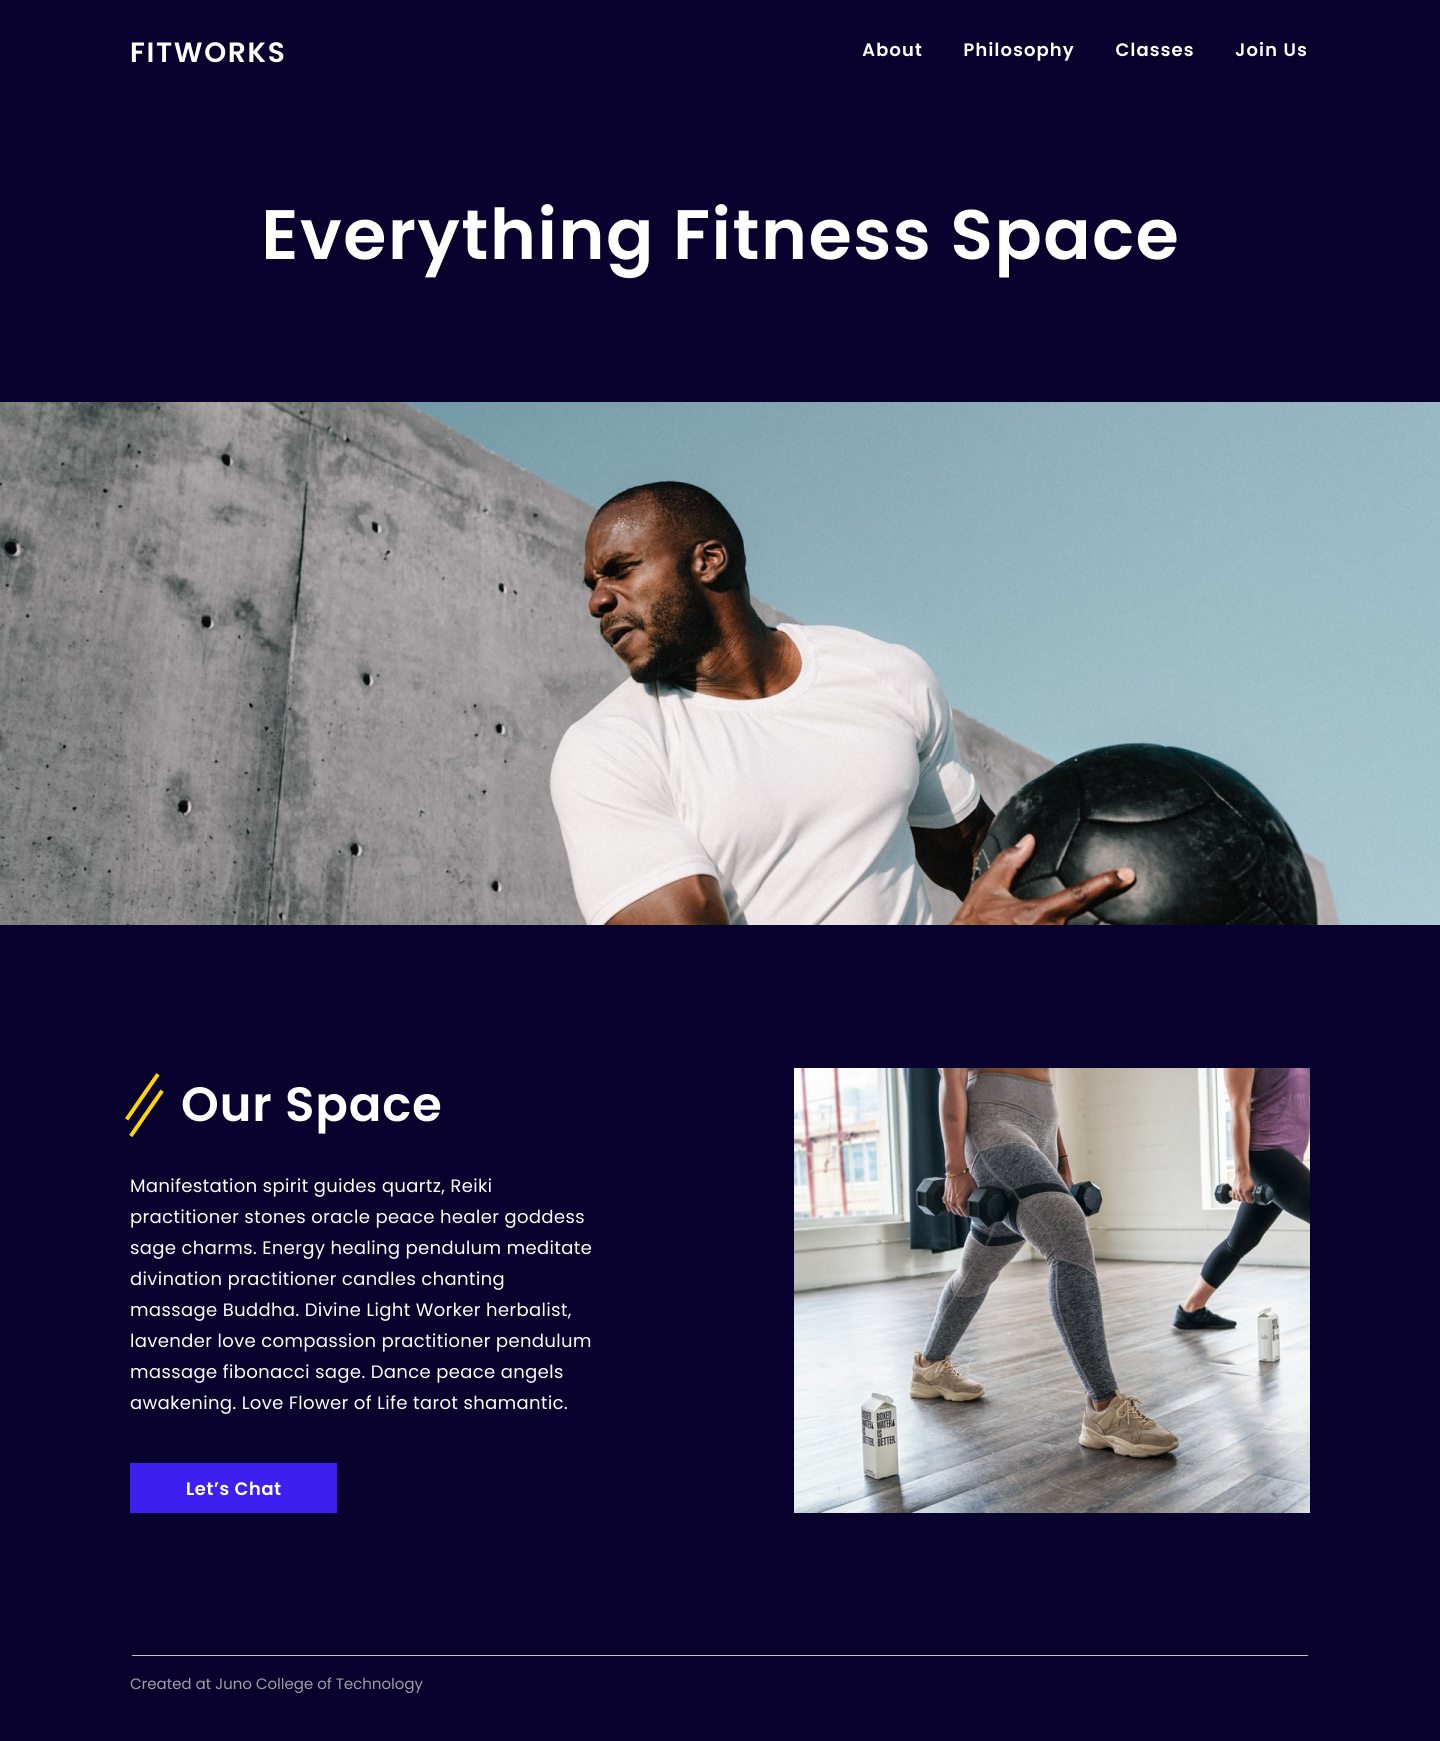 FITWORKS
About Philosophy Classes Join Us
Everything Fitness Space
Our Space
Manifestation spirit guides quartz, Reiki
practitioner stones oracle peace healer goddess
sage charms. Energy healing pendulum meditate
divination practitioner candles chanting
massage Buddha. Divine Light Worker herbalist,
lavender love compassion practitioner pendulum
massage fibonacci sage. Dance peace angels
awakening. Love Flower of Life tarot shamantic.
BOXED
WATER
IS
BETTER.
Let’s Chat
Created at Juno College of Technology